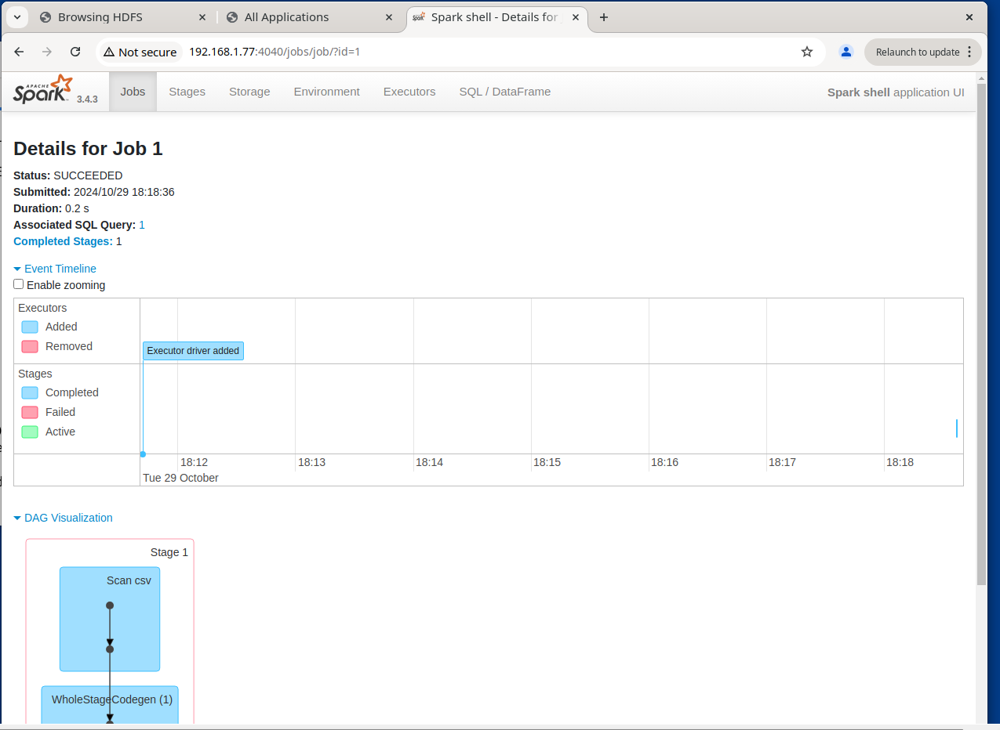 Browsing HDFS
All Applications
Spark shell - Details for
Not secure
192.168.1.77:4040/jobs/job/?id=1
Relaunch to update
APACHE
Spark
3.4.3
Jobs
Stages
Storage
Environment
Executors
SQL / DataFrame
Spark shell application UI
Details for Job 1
Status: SUCCEEDED
Submitted: 2024/10/29 18:18:36
Duration: 0.2 s
Associated SQL Query: 1
Completed Stages: 1
Event Timeline
Enable zooming
Executors
Added
Removed
Executor driver added
Stages
Completed
Failed
Active
18:12 18:13 18:14 18:15 18:16 18:17 18:18
Tue 29 October
DAG Visualization
Stage 1
Scan csv
WholeStageCodegen (1)